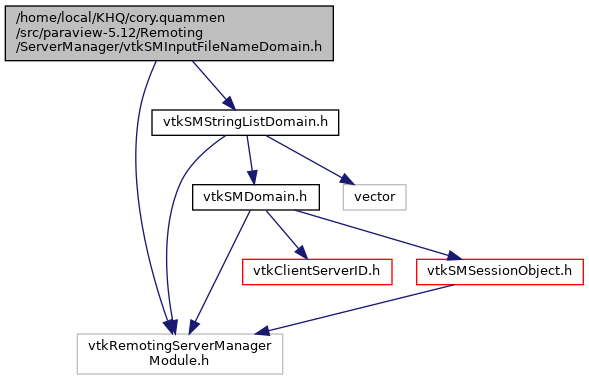 /home/local/KHQ/cory.quammen
/src/paraview-5.12/Remoting
/ServerManager/vtkSMInputFileNameDomain.h
vtkSMStringListDomain.h
vtkSMDomain.h
vector
vtkClientServerID.h
vtkSMSessionObject.h
vtkRemotingServerManager
Module.h